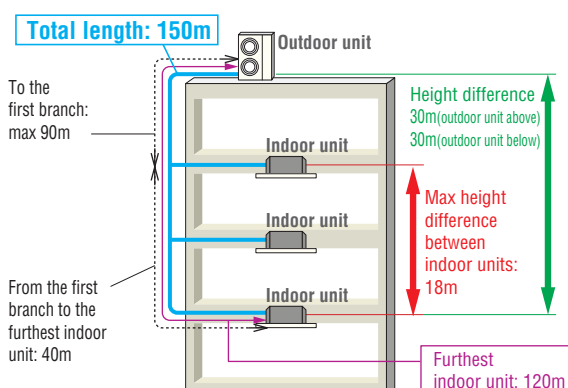 Total length: 150m
Outdoor unit
To the
first branch:
max 90m
Height difference
30m(outdoor unit above)
30m(outdoor unit below)
Indoor unit
Max height
difference
between
indoor units:
18m
Indoor unit
From the first
branch to the
furthest indoor
unit: 40m
Indoor unit
Furthest
indoor unit: 120m